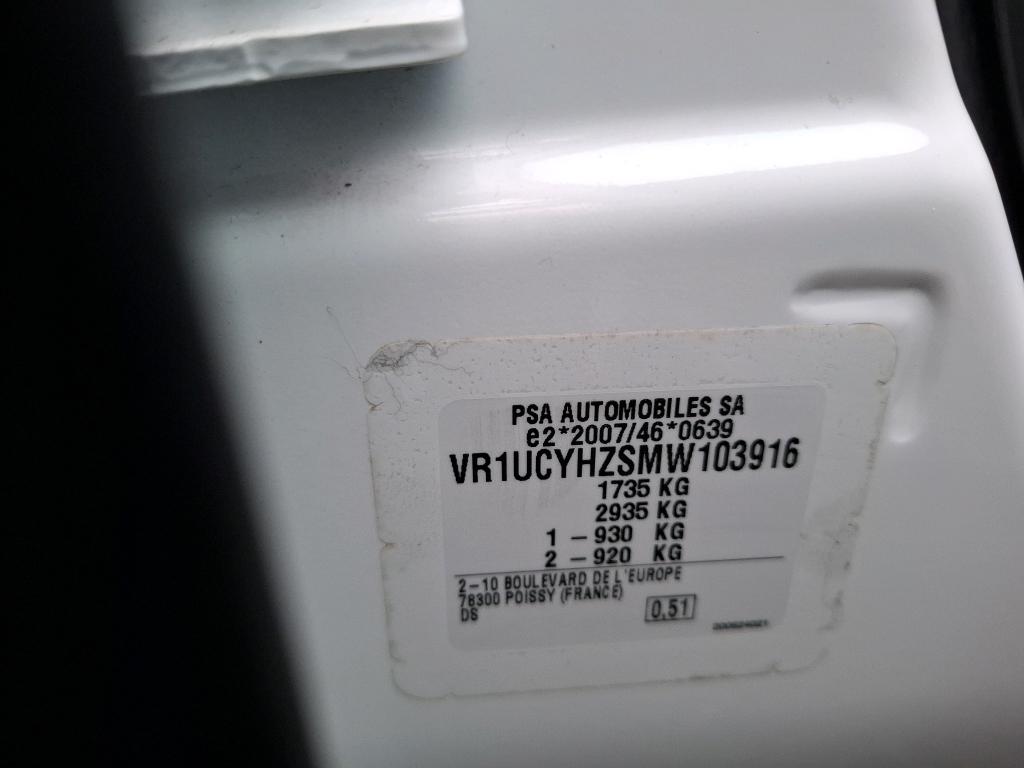 PSA AUTOMOBILES SA
e2*2007/46*0639
VR1UCYHZSMW103916
1735 KG
2935 KG
1 – 930 KG
2 – 920 KG
2–10 BOULEVARD DE L'EUROPE
78300 POISSY (FRANCE)
DS
0.51